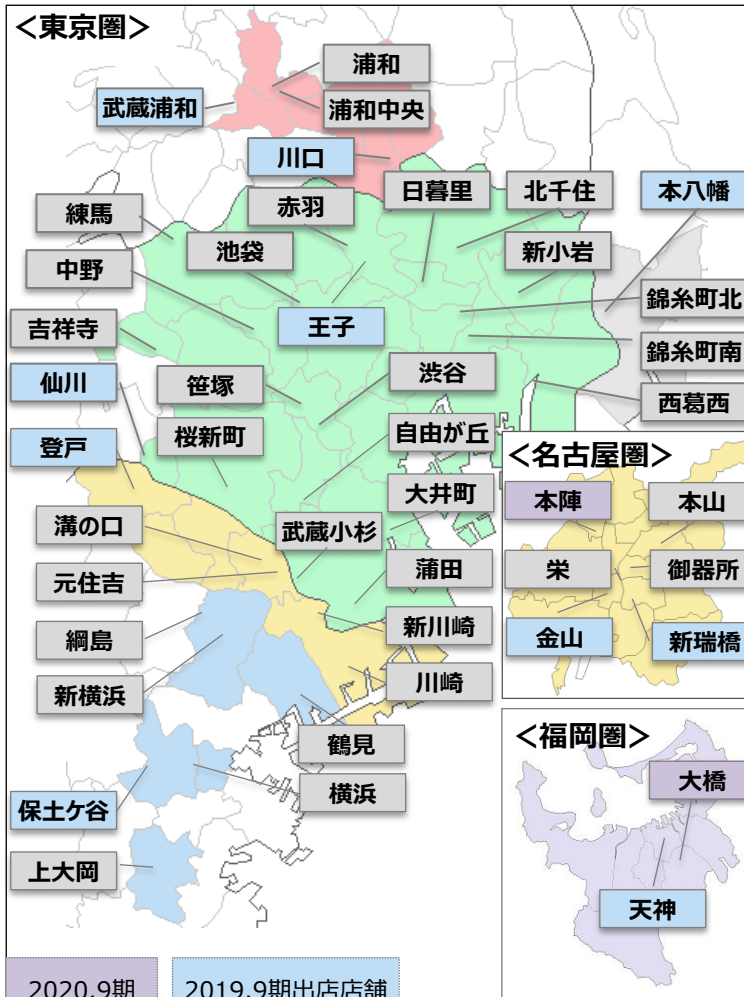 ＜東京圏＞
浦和
武蔵浦和
浦和中央
川口
日暮里
北千住
本八幡
練馬
赤羽
池袋
新小岩
中野
錦糸町北
王子
吉祥寺
錦糸町南
渋谷
仙川
笹塚
西葛西
桜新町
自由が丘
登戸
＜名古屋圏＞
大井町
本陣
本山
溝の口
武蔵小杉
栄
御器所
元住吉
蒲田
新川崎
綱島
金山
新瑞橋
新横浜
川崎
鶴見
＜福岡圏＞
横浜
大橋
保土ケ谷
上大岡
天神
2020.9期
2019.9期出店店舗